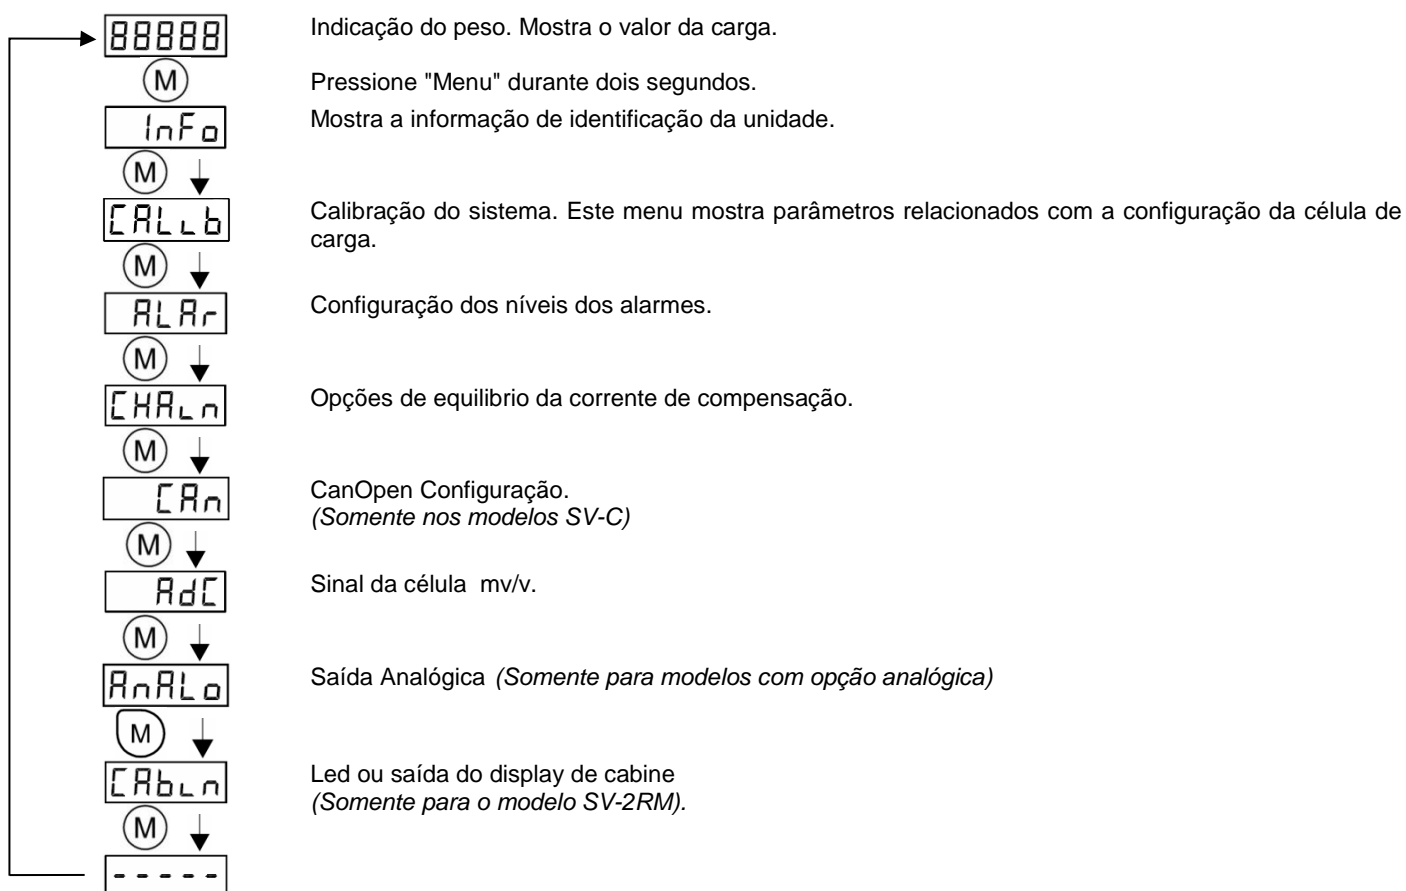 88888 Indicação do peso. Mostra o valor da carga.
M Pressione "Menu" durante dois segundos.
InFo Mostra a informação de identificação da unidade.
M
CALib Calibração do sistema. Este menu mostra parâmetros relacionados com a configuração da célula de
carga.
M
ALAr Configuração dos níveis dos alarmes.
M
CHAin Opções de equilibrio da corrente de compensação.
M
CAn CanOpen Configuração.
(Somente nos modelos SV-C)
M
AdC Sinal da célula mv/v.
M
AnALo Saída Analógica (Somente para modelos com opção analógica)
M
CAbin Led ou saída do display de cabine
(Somente para o modelo SV-2RM).
M
-----